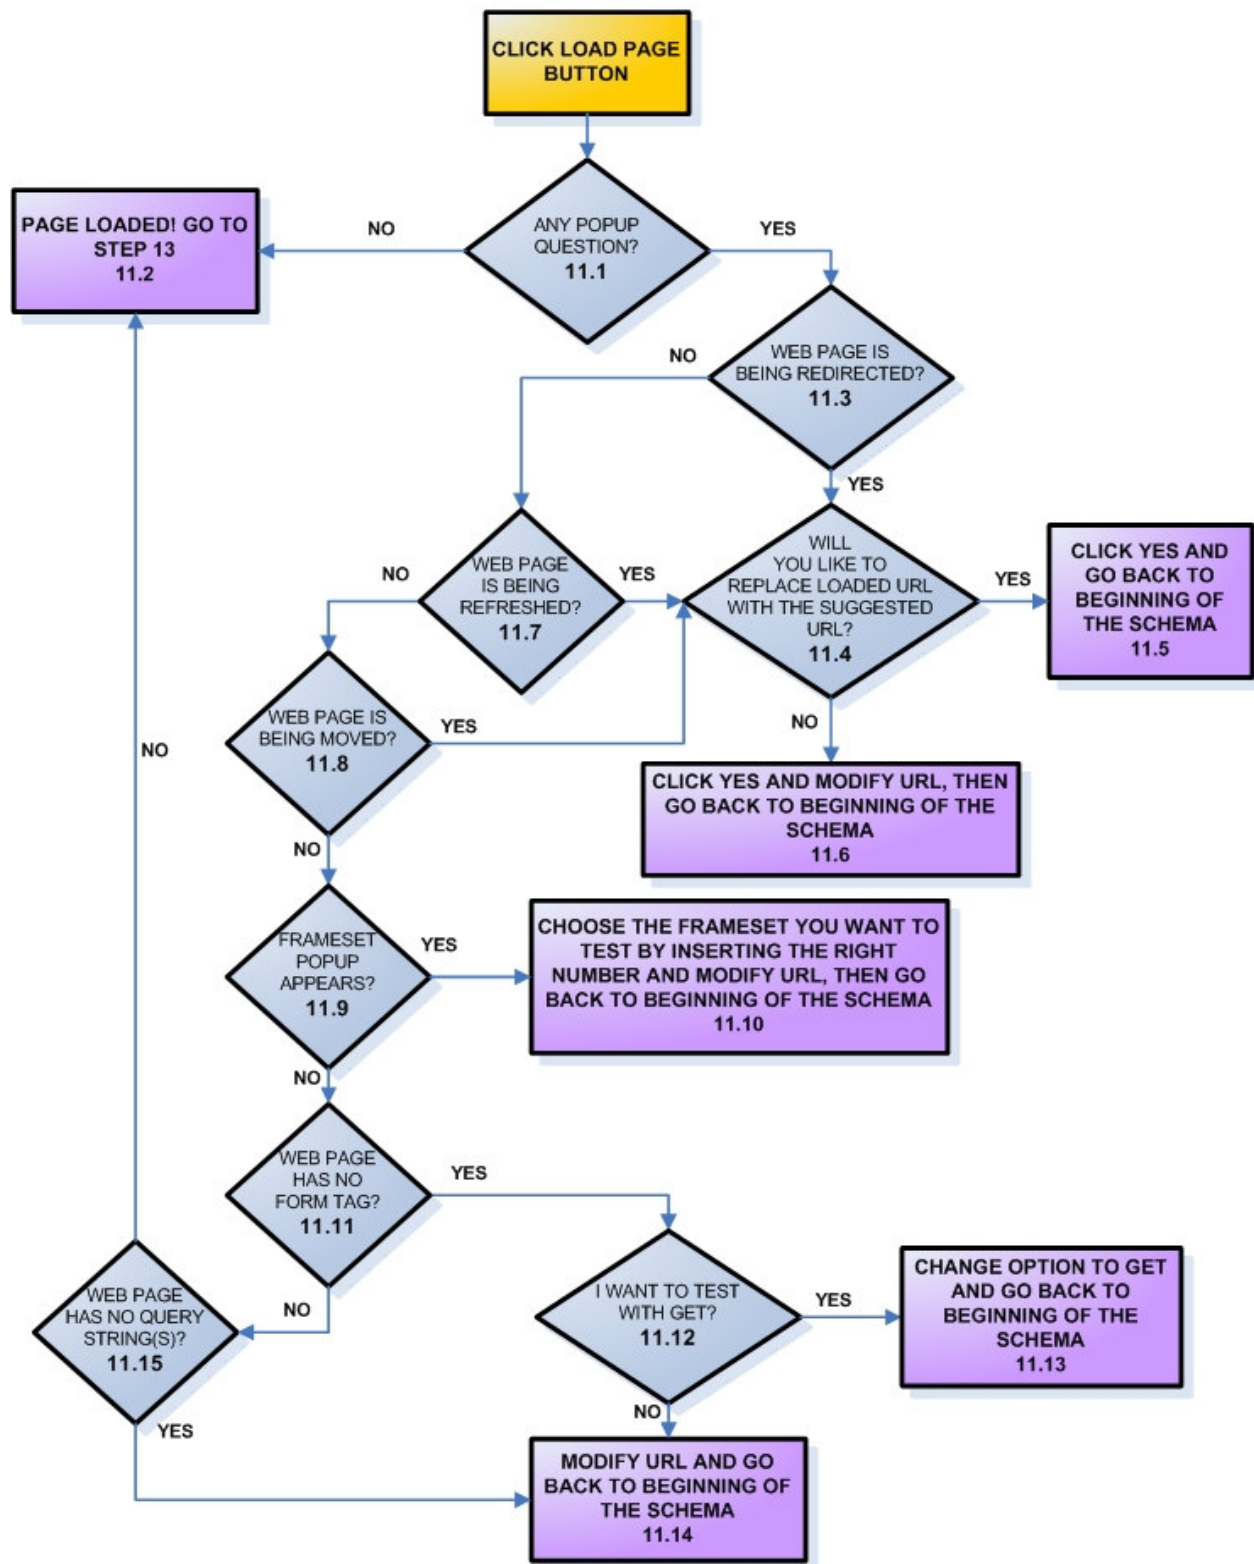 CLICK LOAD PAGE
BUTTON
ANY POPUP
QUESTION?
11.1
NO
YES
PAGE LOADED! GO TO
STEP 13
11.2
WEB PAGE IS
BEING REDIRECTED?
11.3
NO
YES
WILL
YOU LIKE TO
REPLACE LOADED URL
WITH THE SUGGESTED
URL?
11.4
YES
CLICK YES AND
GO BACK TO
BEGINNING OF
THE SCHEMA
11.5
NO
CLICK YES AND MODIFY URL, THEN
GO BACK TO BEGINNING OF THE
SCHEMA
11.6
WEB PAGE
IS BEING
REFRESHED?
11.7
NO
YES
WEB PAGE IS
BEING MOVED?
11.8
YES
NO
FRAMESET
POPUP
APPEARS?
11.9
YES
CHOOSE THE FRAMESET YOU WANT TO
TEST BY INSERTING THE RIGHT
NUMBER AND MODIFY URL, THEN GO
BACK TO BEGINNING OF THE SCHEMA
11.10
NO
WEB PAGE
HAS NO
FORM TAG?
11.11
YES
NO
I WANT TO TEST
WITH GET?
11.12
YES
CHANGE OPTION TO GET
AND GO BACK TO
BEGINNING OF THE
SCHEMA
11.13
NO
MODIFY URL AND GO
BACK TO BEGINNING OF
THE SCHEMA
11.14
WEB PAGE
HAS NO QUERY
STRING(S)?
11.15
YES
NO